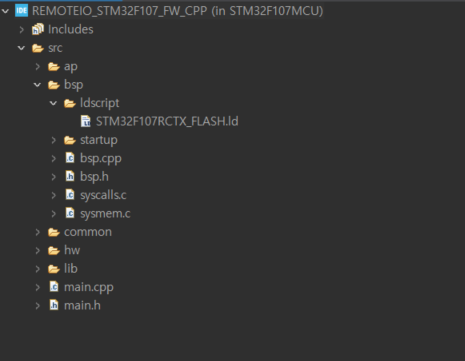 IDE REMOTEIO_STM32F107_FW_CPP (in STM32F107MCU)
Includes
src
ap
bsp
ldscript
STM32F107RCTX_FLASH.ld
startup
.c bsp.cpp
.h bsp.h
.c syscalls.c
.c sysmem.c
common
hw
lib
.c main.cpp
.h main.h